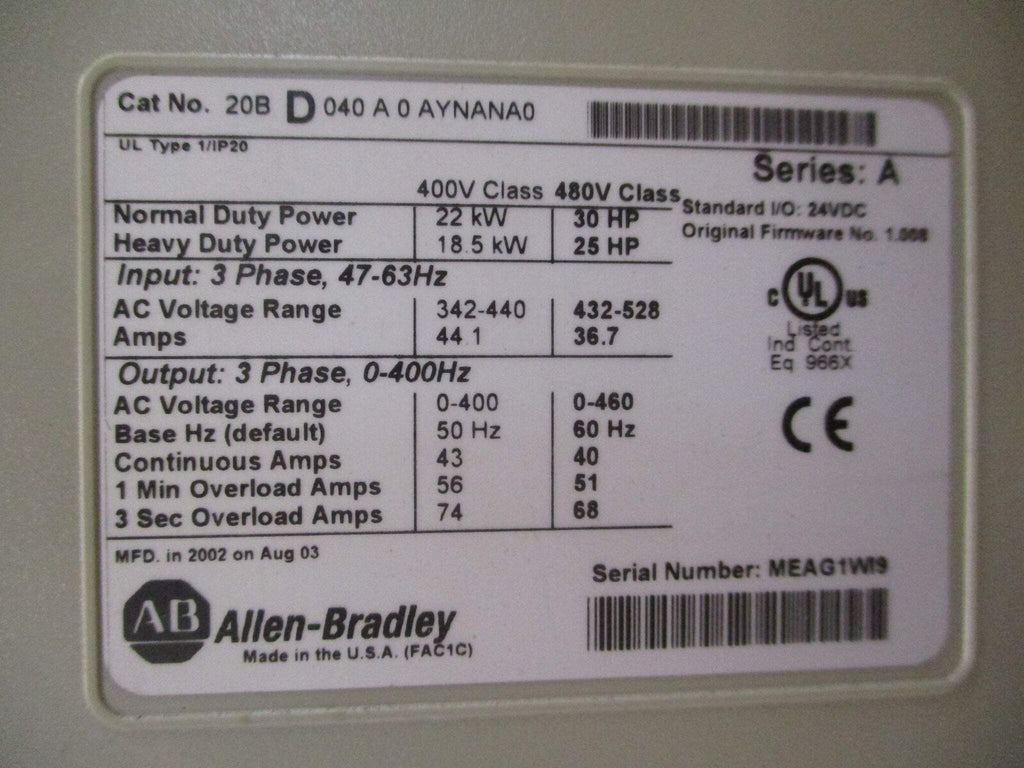 Cat No. 20B D 040 A 0 AYNANA0
UL Type 1/IP20
Series: A
400V Class 480V Class
Standard I/O: 24VDC
Original Firmware No. 1.008
Normal Duty Power 22 kW 30 HP
Heavy Duty Power 18.5 kW 25 HP
Input: 3 Phase, 47-63Hz
AC Voltage Range 342-440 432-528
Amps 44.1 36.7
C UL US
Listed
Ind Cont
Eq 966X
Output: 3 Phase, 0-400Hz
AC Voltage Range 0-400 0-460
Base Hz (default) 50 Hz 60 Hz
Continuous Amps 43 40
1 Min Overload Amps 56 51
3 Sec Overload Amps 74 68
CE
MFD. in 2002 on Aug 03
Serial Number: MEAG1WI9
AB Allen-Bradley
Made in the U.S.A. (FAC1C)